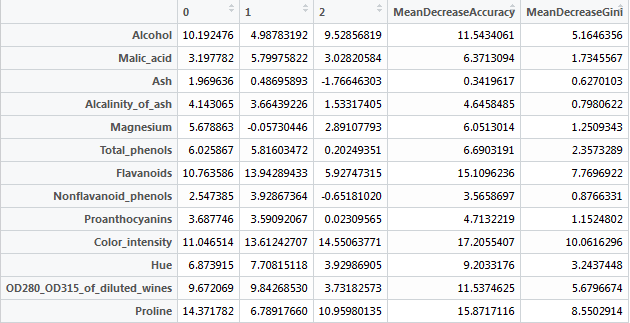 0 1 2 MeanDecreaseAccuracy MeanDecreaseGini
Alcohol 10.192476 4.98783192 9.52856819 11.5434061 5.1646356
Malic_acid 3.197782 5.79975822 3.02820584 6.3713094 1.7345567
Ash 1.969636 0.48695893 -1.76646303 0.3419617 0.6270103
Alcalinity_of_ash 4.143065 3.66439226 1.53317405 4.6458485 0.7980622
Magnesium 5.678863 -0.05730446 2.89107793 6.0513014 1.2509343
Total_phenols 6.025867 5.81603472 0.20249351 6.6903191 2.3573289
Flavanoids 10.763586 13.94289433 5.92747315 15.1096236 7.7696922
Nonflavanoid_phenols 2.547385 3.92867364 -0.65181020 3.5658697 0.8766331
Proanthocyanins 3.687746 3.59092067 0.02309565 4.7132219 1.1524802
Color_intensity 11.046514 13.61242707 14.55063771 17.2055407 10.0616296
Hue 6.873915 7.70815118 3.92986905 9.2033176 3.2437448
OD280_OD315_of_diluted_wines 9.672069 9.84268530 3.73182573 11.5374625 5.6796674
Proline 14.371782 6.78917660 10.95980135 15.8717116 8.5502914